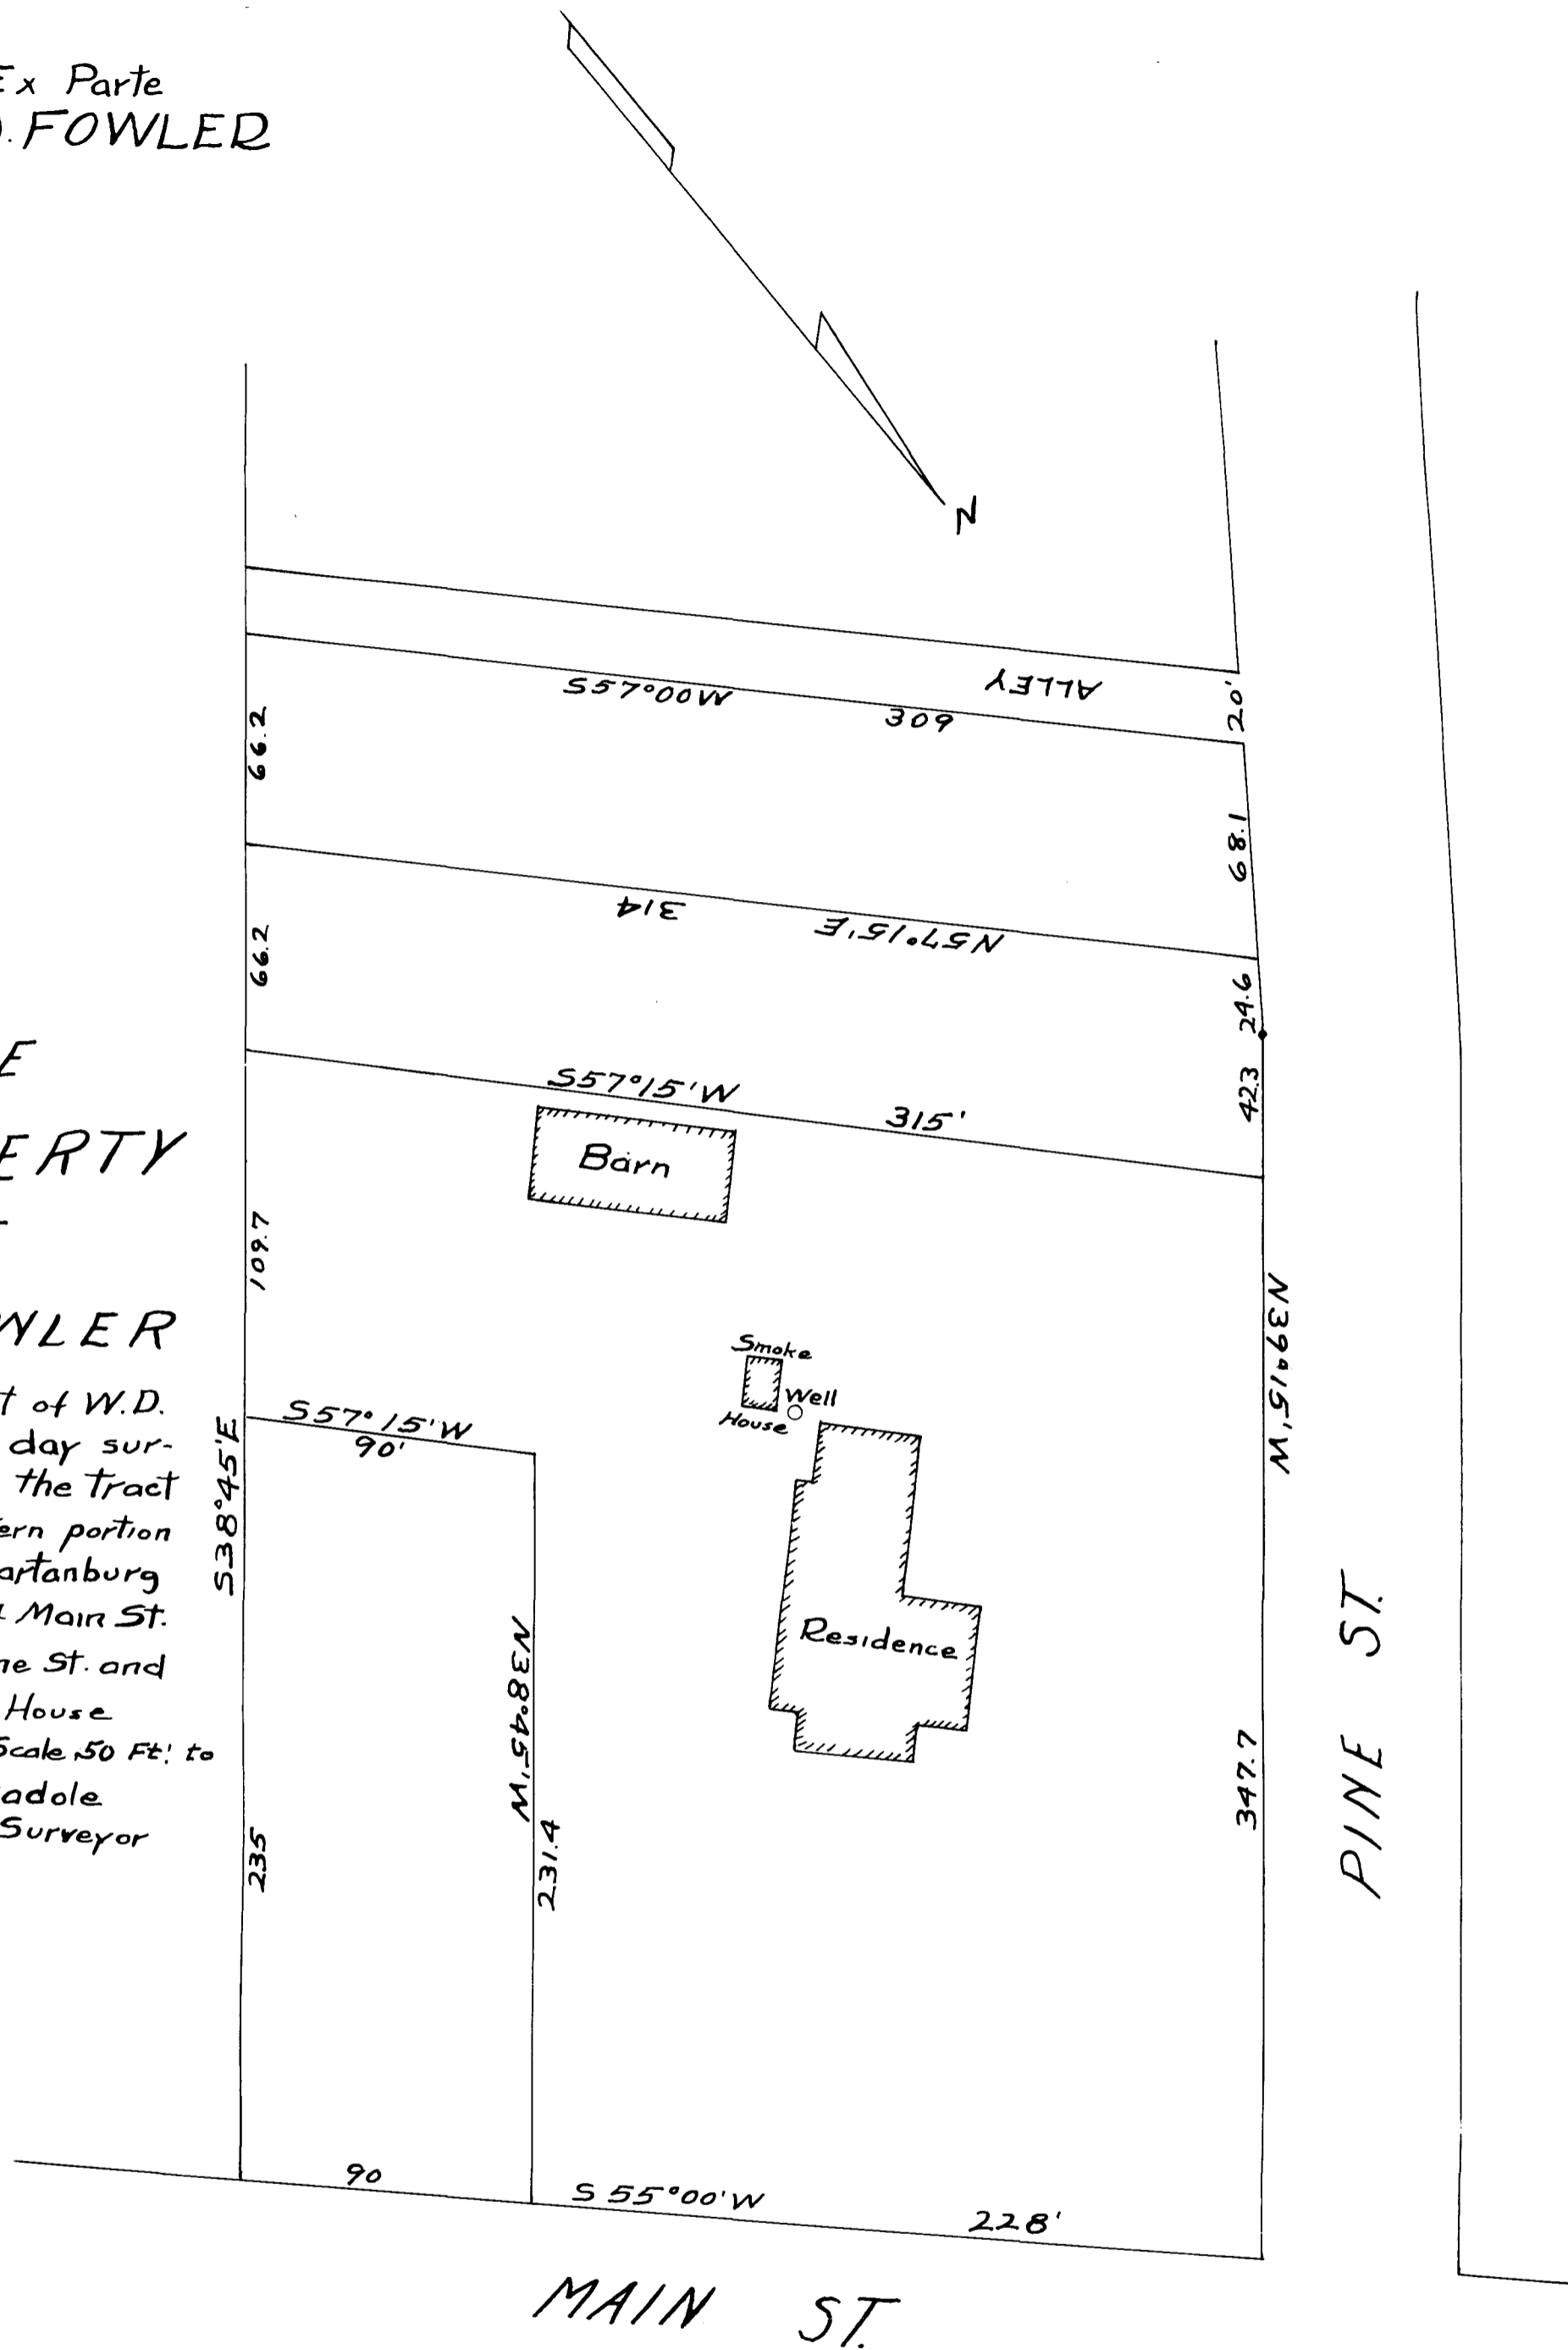 Ex Parte
D. FOWLER
N
ALLEY
S57°00W
309
20'
66.2
68.1
314
N57°15'E
66.2
24.6
42.3
S57°15'W
315'
Barn
109.7
E
ERTY
WLER
t of W.D.
day sur-
the Tract
ern portion
artanburg
Main St.
ne St. and
House
Scale 50 Ft. to
adole
Surveyor
Smoke
House
Well
N39°15'W
S57°15'W
90'
S38°45'E
Residence
N38°45'W
231.4
235
347.7
PINE ST.
90
S 55°00'W
228'
MAIN ST.